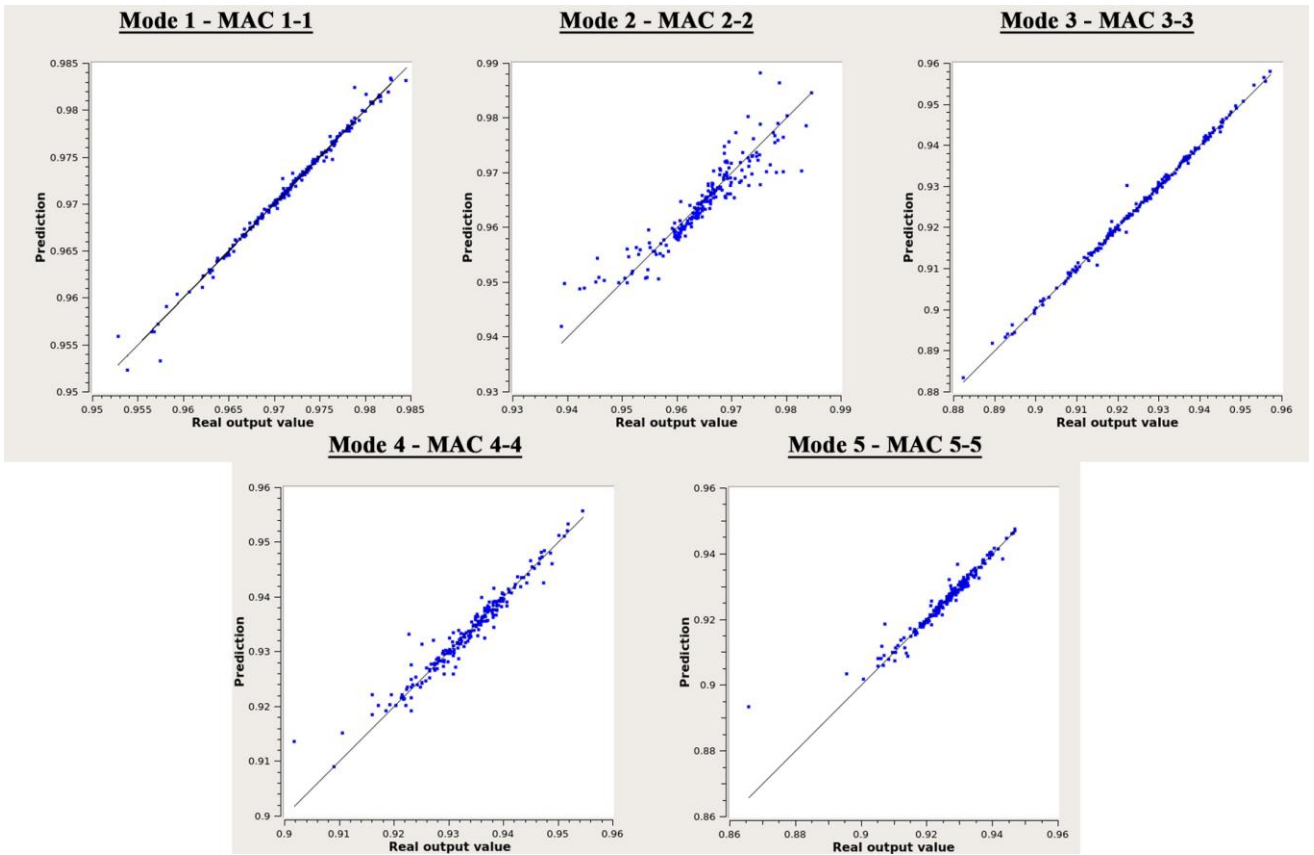 Mode 1 - MAC 1-1
Mode 2 - MAC 2-2
Mode 3 - MAC 3-3
0.985
0.98
0.975
0.97
0.965
0.96
0.955
0.95
Prediction
0.95 0.955 0.96 0.965 0.97 0.975 0.98 0.985
Real output value
0.99
0.98
0.97
0.96
0.95
0.94
0.93
Prediction
0.93 0.94 0.95 0.96 0.97 0.98 0.99
Real output value
0.96
0.95
0.94
0.93
0.92
0.91
0.9
0.89
0.88
Prediction
0.88 0.89 0.9 0.91 0.92 0.93 0.94 0.95 0.96
Real output value
Mode 4 - MAC 4-4
Mode 5 - MAC 5-5
0.96
0.95
0.94
0.93
0.92
0.91
0.9
Prediction
0.9 0.91 0.92 0.93 0.94 0.95 0.96
Real output value
0.96
0.94
0.92
0.9
0.88
0.86
Prediction
0.86 0.88 0.9 0.92 0.94 0.96
Real output value